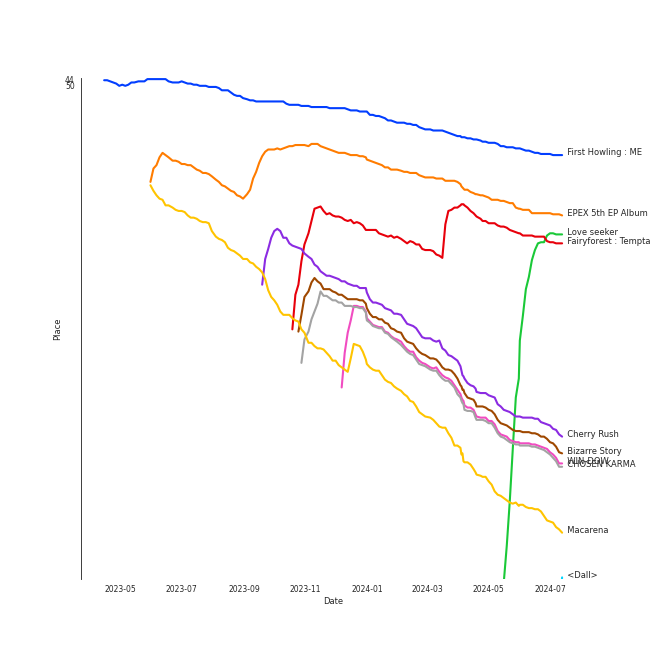 44
50
First Howling : ME
EPEX 5th EP Album
Love seeker
Fairyforest : Tempta
Place
Cherry Rush
Bizarre Story
WIN:DOW
CHOSEN KARMA
Macarena
<Dall>
2023-05 2023-07 2023-09 2023-11 2024-01 2024-03 2024-05 2024-07
Date